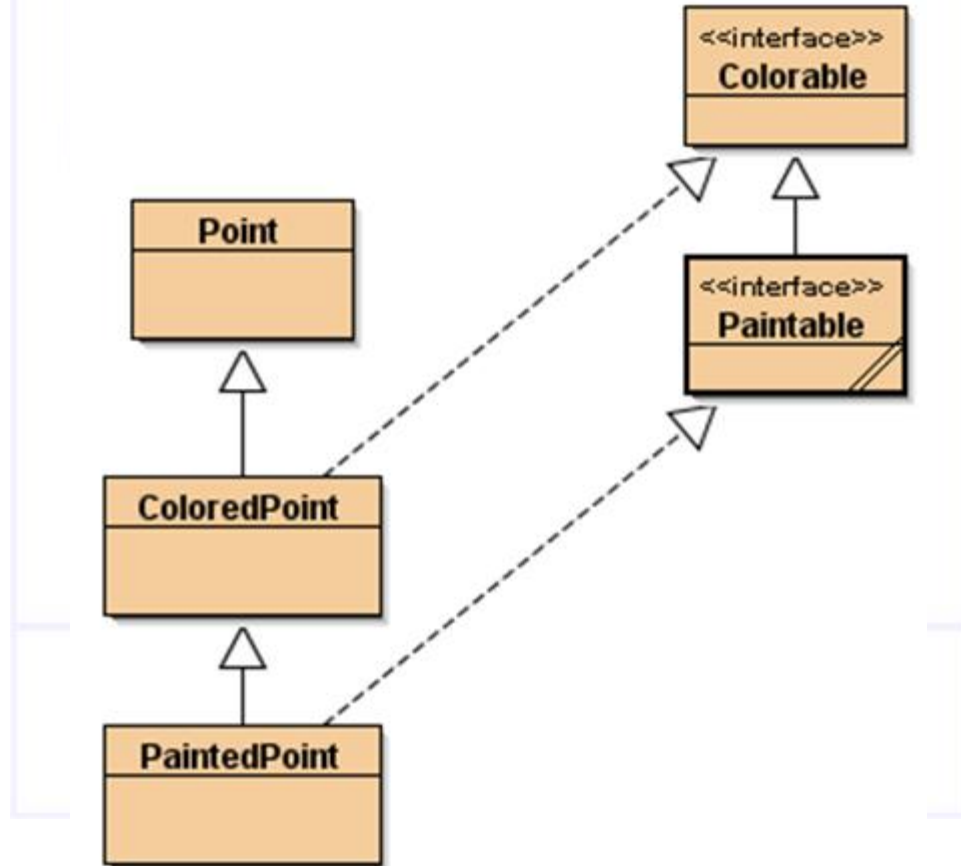 <<interface>>
Colorable
Point
<<interface>>
Paintable
ColoredPoint
PaintedPoint